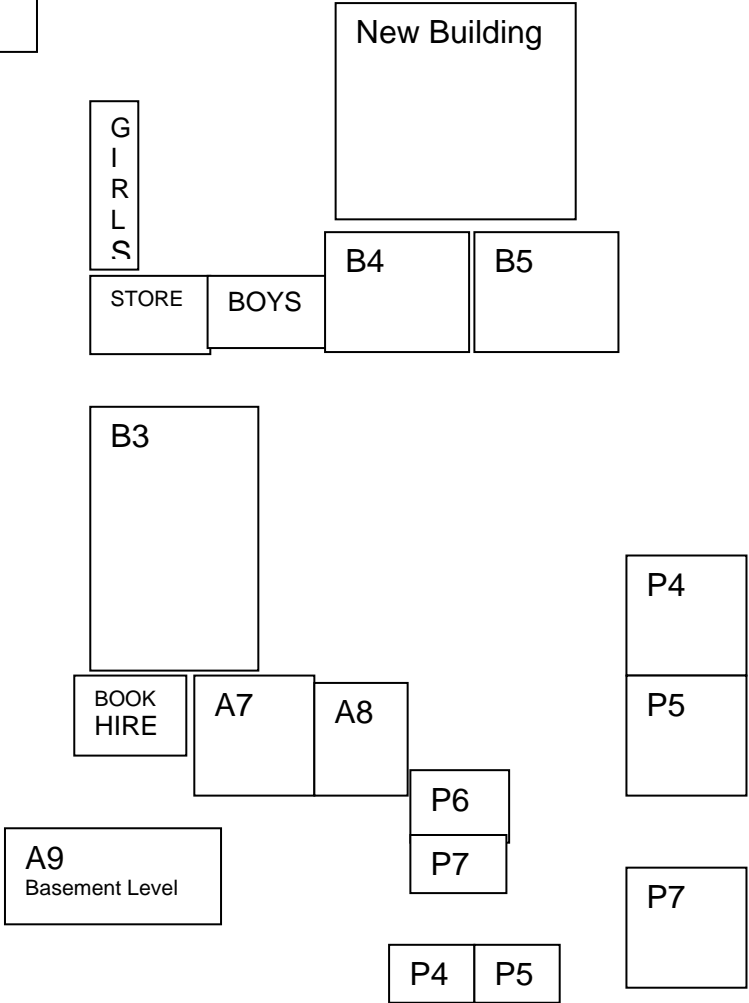 New Building
G
I
R
L
S
B4
B5
STORE
BOYS
B3
P4
BOOK
HIRE
A7
A8
P5
P6
P7
A9
Basement Level
P7
P4
P5